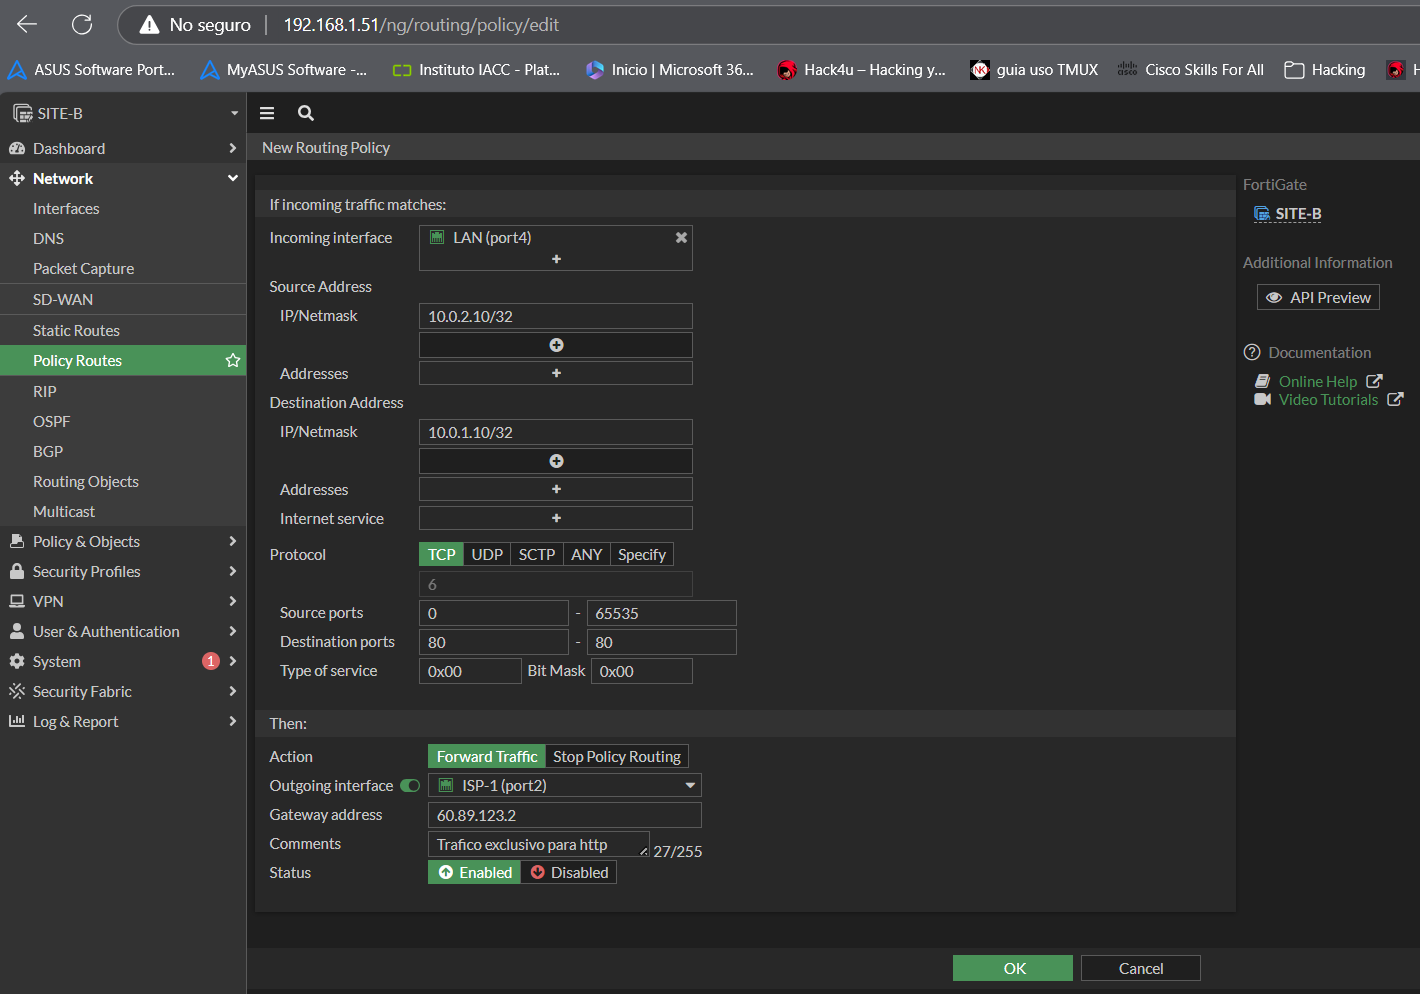 No seguro 192.168.1.51/ng/routing/policy/edit
ASUS Software Port... MyASUS Software -... Instituto IACC - Plat... Inicio | Microsoft 36... Hack4u – Hacking y... NK guia uso TMUX cisco Cisco Skills For All Hacking H
SITE-B
Dashboard
Network
Interfaces
DNS
Packet Capture
SD-WAN
Static Routes
Policy Routes
RIP
OSPF
BGP
Routing Objects
Multicast
Policy & Objects
Security Profiles
VPN
User & Authentication
System 1
Security Fabric
Log & Report
New Routing Policy
If incoming traffic matches:
Incoming interface LAN (port4)
+
Source Address
IP/Netmask 10.0.2.10/32
Addresses +
Destination Address
IP/Netmask 10.0.1.10/32
Addresses +
Internet service +
Protocol TCP UDP SCTP ANY Specify
6
Source ports 0 - 65535
Destination ports 80 - 80
Type of service 0x00 Bit Mask 0x00
Then:
Action Forward Traffic Stop Policy Routing
Outgoing interface ISP-1 (port2)
Gateway address 60.89.123.2
Comments Trafico exclusivo para http 27/255
Status Enabled Disabled
OK Cancel
FortiGate
SITE-B
Additional Information
API Preview
Documentation
Online Help
Video Tutorials